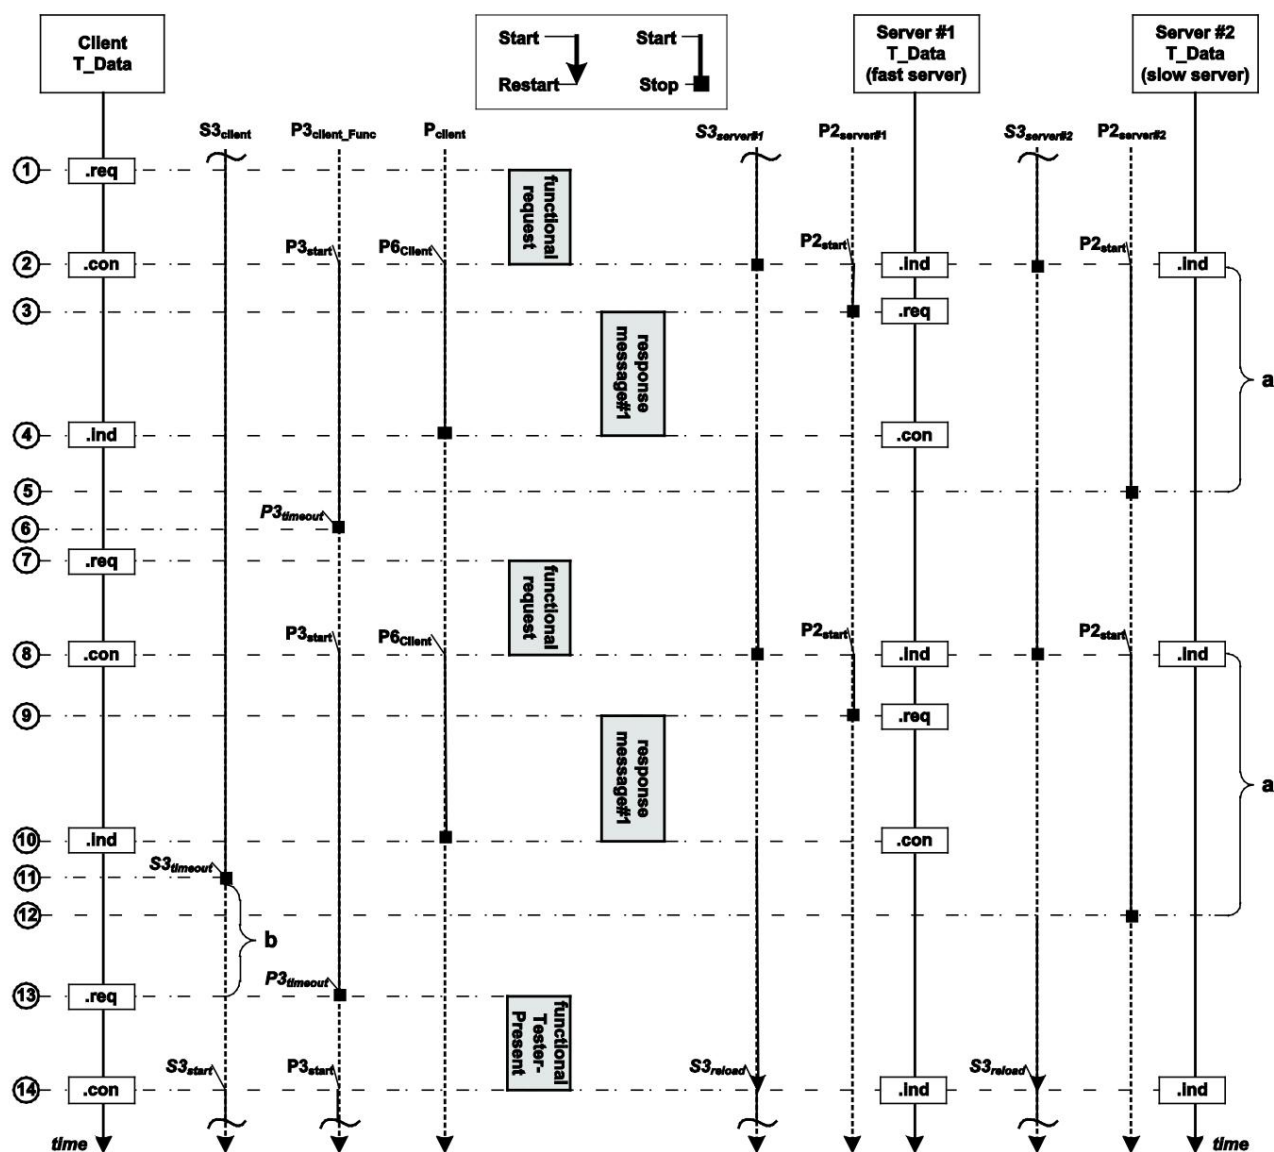 Client
T_Data
Start
Restart
Start
Stop
Server #1
T_Data
(fast server)
Server #2
T_Data
(slow server)
S3client
P3client_Func
Pclient
S3server#1
P2server#1
S3server#2
P2server#2
1
.req
functional
request
2
.con
P3start
P6Client
P2start
.ind
P2start
.ind
3
.req
response
message#1
a
4
.ind
.con
5
6
P3timeout
7
.req
functional
request
8
.con
P3start
P6Client
P2start
.ind
P2start
.ind
9
.req
response
message#1
a
10
.ind
.con
11
S3timeout
12
b
13
.req
P3timeout
functional
Tester-
Present
14
.con
S3start
P3start
S3reload
.ind
S3reload
.ind
time
time